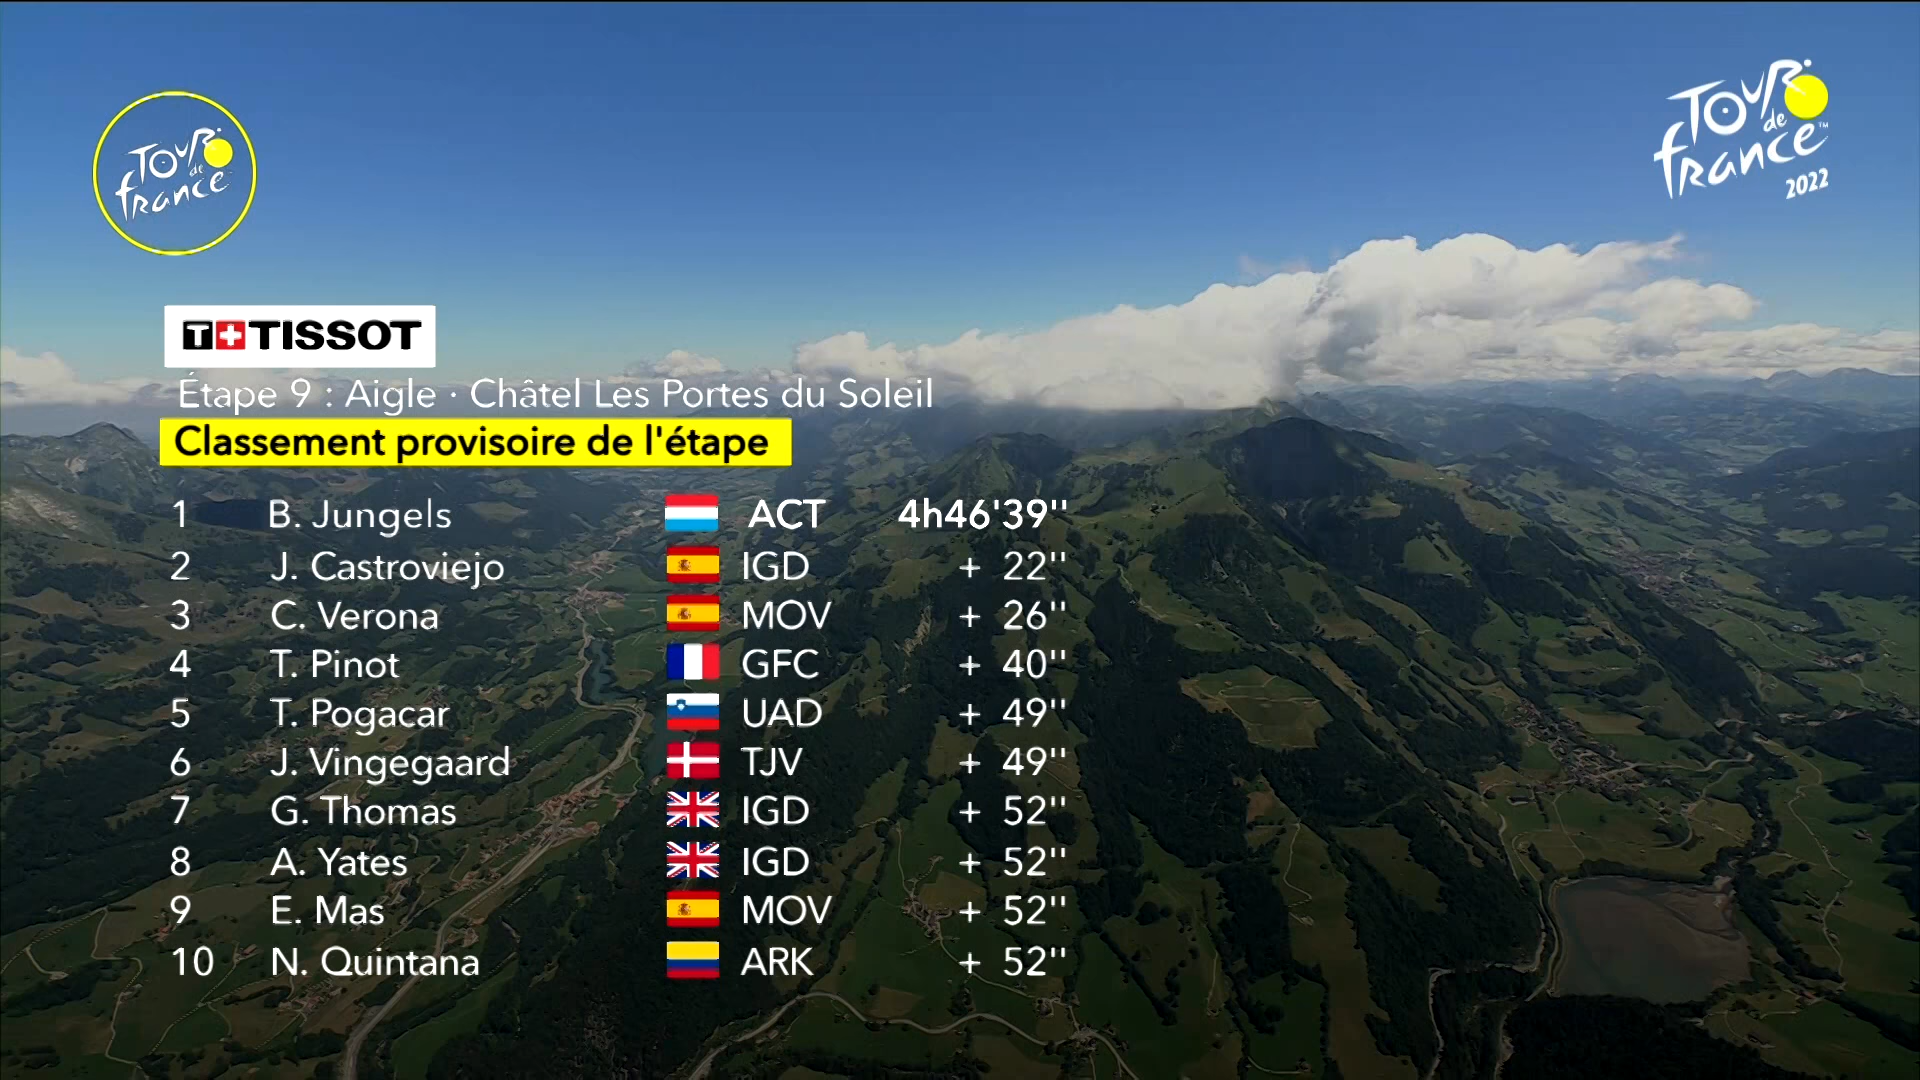 TOUR de france
TOUR de france™
2022
T+TISSOT
Étape 9 : Aigle · Châtel Les Portes du Soleil
Classement provisoire de l'étape
1 B. Jungels ACT 4h46'39''
2 J. Castroviejo IGD + 22''
3 C. Verona MOV + 26''
4 T. Pinot GFC + 40''
5 T. Pogacar UAD + 49''
6 J. Vingegaard TJV + 49''
7 G. Thomas IGD + 52''
8 A. Yates IGD + 52''
9 E. Mas MOV + 52''
10 N. Quintana ARK + 52''